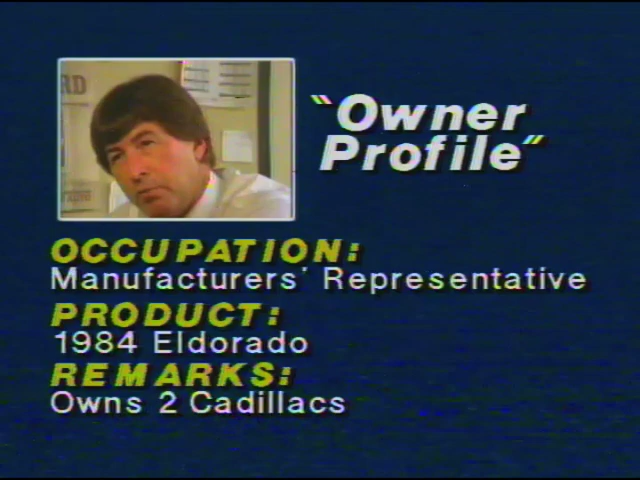 "Owner
Profile"
OCCUPATION:
Manufacturers' Representative
PRODUCT:
1984 Eldorado
REMARKS:
Owns 2 Cadillacs